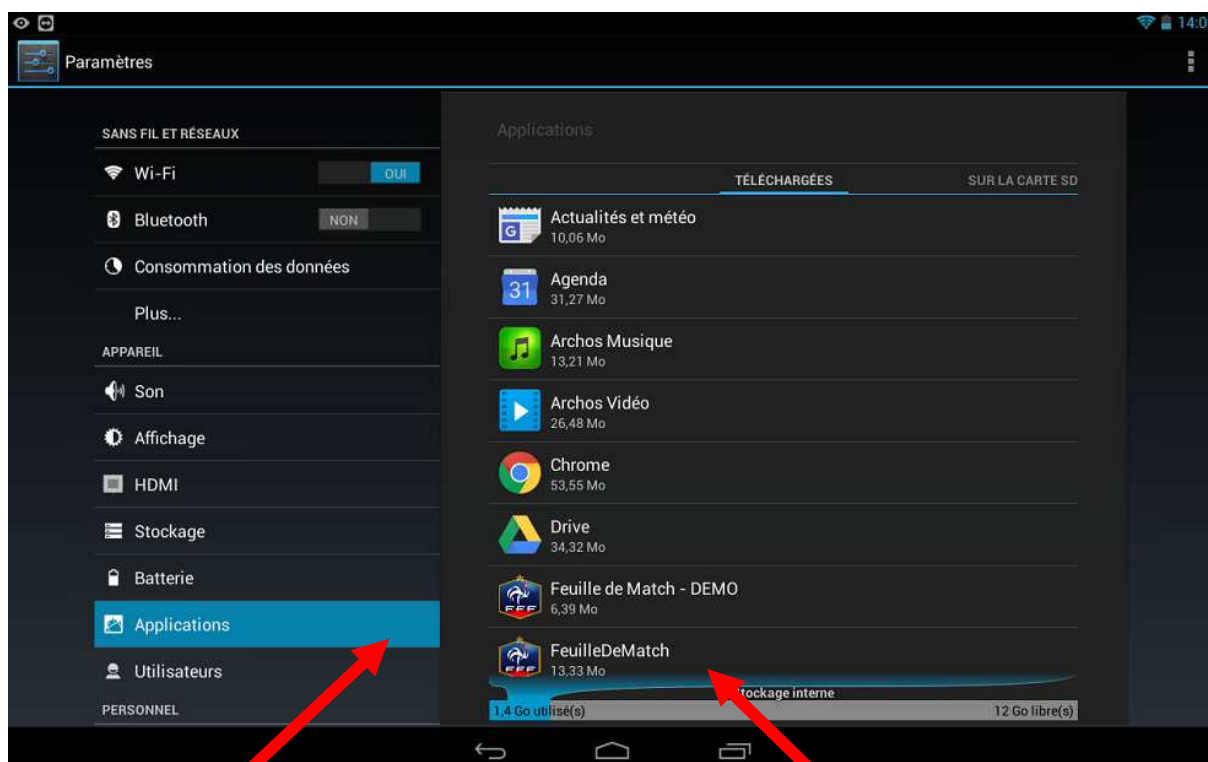 14:0
Paramètres
SANS FIL ET RÉSEAUX
Wi-Fi
OUI
Bluetooth
NON
Consommation des données
Plus...
APPAREIL
Son
Affichage
HDMI
Stockage
Batterie
Applications
Utilisateurs
PERSONNEL
Applications
TÉLÉCHARGÉES
SUR LA CARTE SD
Actualités et météo
10,06 Mo
31
Agenda
31,27 Mo
Archos Musique
13,21 Mo
Archos Vidéo
26,48 Mo
Chrome
53,55 Mo
Drive
34,32 Mo
FFF
Feuille de Match - DEMO
6,39 Mo
FFF
FeuilleDeMatch
13,33 Mo
Stockage interne
1,4 Go utilisé(s)
12 Go libre(s)